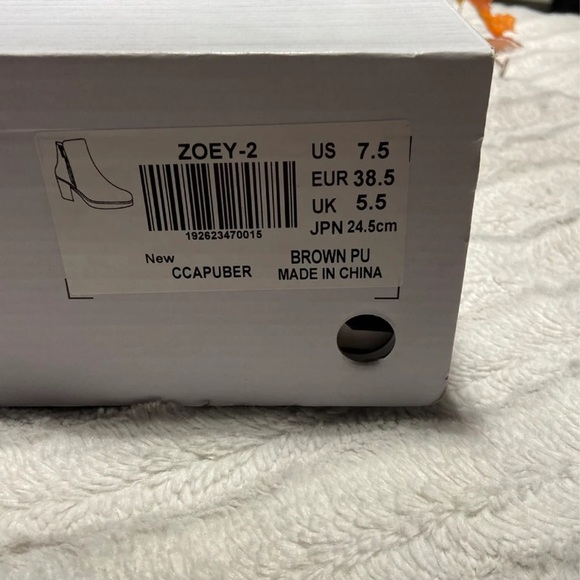 ZOEY-2
192623470015
New
CCAPUBER
US 7.5
EUR 38.5
UK 5.5
JPN 24.5cm
BROWN PU
MADE IN CHINA